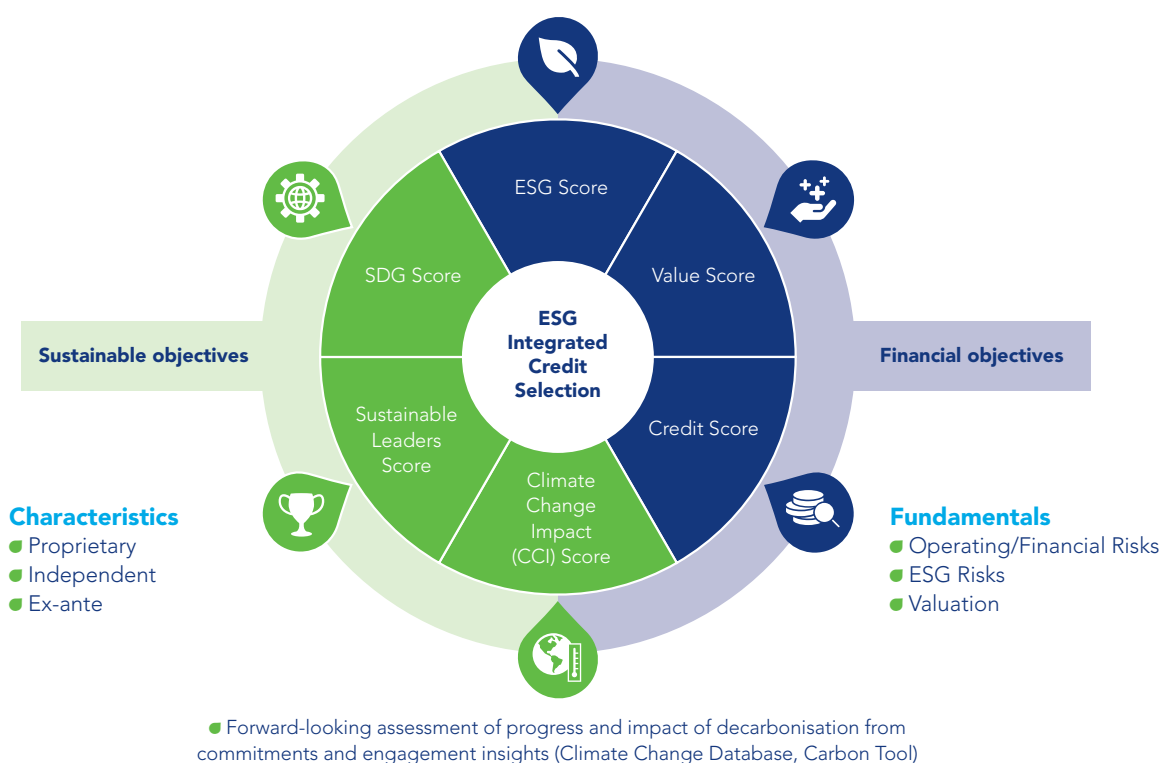 ESG Score
SDG Score
Value Score
ESG
Integrated
Credit
Selection
Sustainable objectives
Financial objectives
Sustainable
Leaders
Score
Credit Score
Climate
Change
Impact
(CCI) Score
Characteristics
Proprietary
Independent
Ex-ante
Fundamentals
Operating/Financial Risks
ESG Risks
Valuation
Forward-looking assessment of progress and impact of decarbonisation from
commitments and engagement insights (Climate Change Database, Carbon Tool)